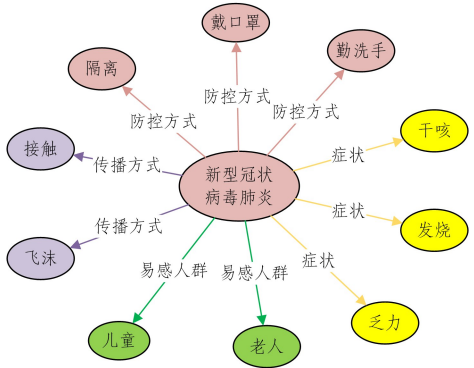 戴口罩
勤洗手
隔离
防控方式
防控方式
防控方式
干咳
接触
传播方式
症状
新型冠状
病毒肺炎
症状
发烧
传播方式
飞沫
易感人群
易感人群
症状
乏力
儿童
老人